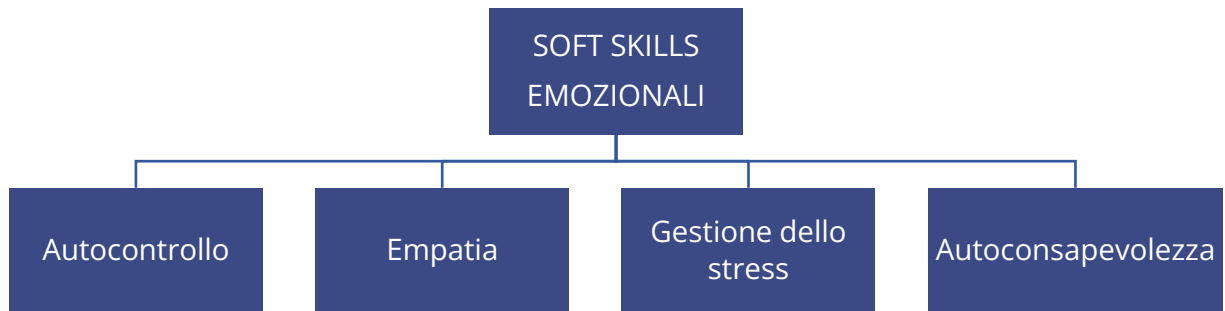 SOFT SKILLS
EMOZIONALI
Autocontrollo
Empatia
Gestione dello
stress
Autoconsapevolezza